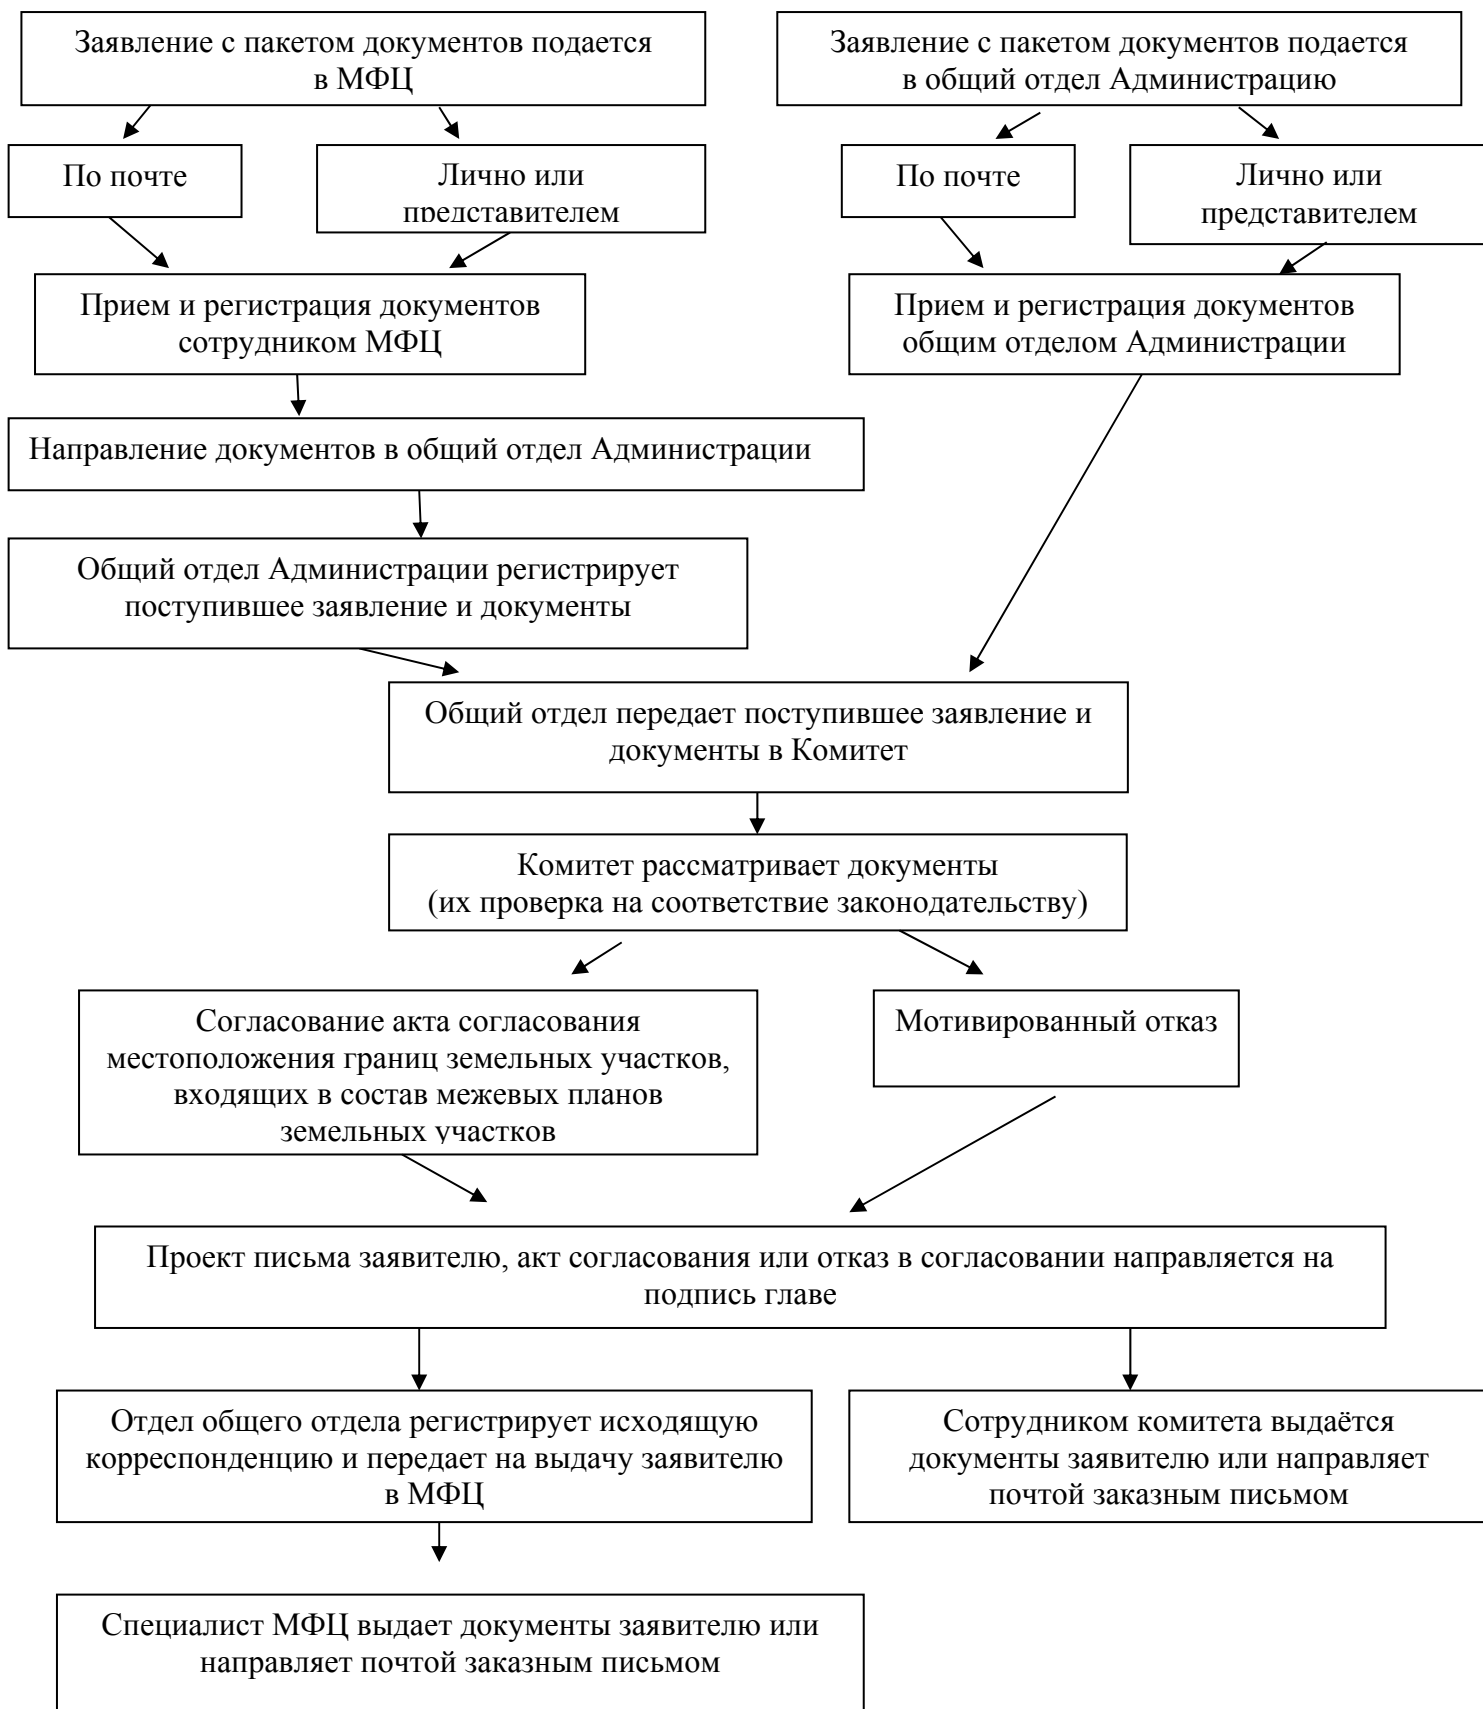 Заявление с пакетом документов подается
в МФЦ
Заявление с пакетом документов подается
в общий отдел Администрацию
По почте
Лично или
представителем
По почте
Лично или
представителем
Прием и регистрация документов
сотрудником МФЦ
Прием и регистрация документов
общим отделом Администрации
Направление документов в общий отдел Администрации
Общий отдел Администрации регистрирует
поступившее заявление и документы
Общий отдел передает поступившее заявление и
документы в Комитет
Комитет рассматривает документы
(их проверка на соответствие законодательству)
Согласование акта согласования
местоположения границ земельных участков,
входящих в состав межевых планов
земельных участков
Мотивированный отказ
Проект письма заявителю, акт согласования или отказ в согласовании направляется на
подпись главе
Отдел общего отдела регистрирует исходящую
корреспонденцию и передает на выдачу заявителю
в МФЦ
Сотрудником комитета выдаётся
документы заявителю или направляет
почтой заказным письмом
Специалист МФЦ выдает документы заявителю или
направляет почтой заказным письмом